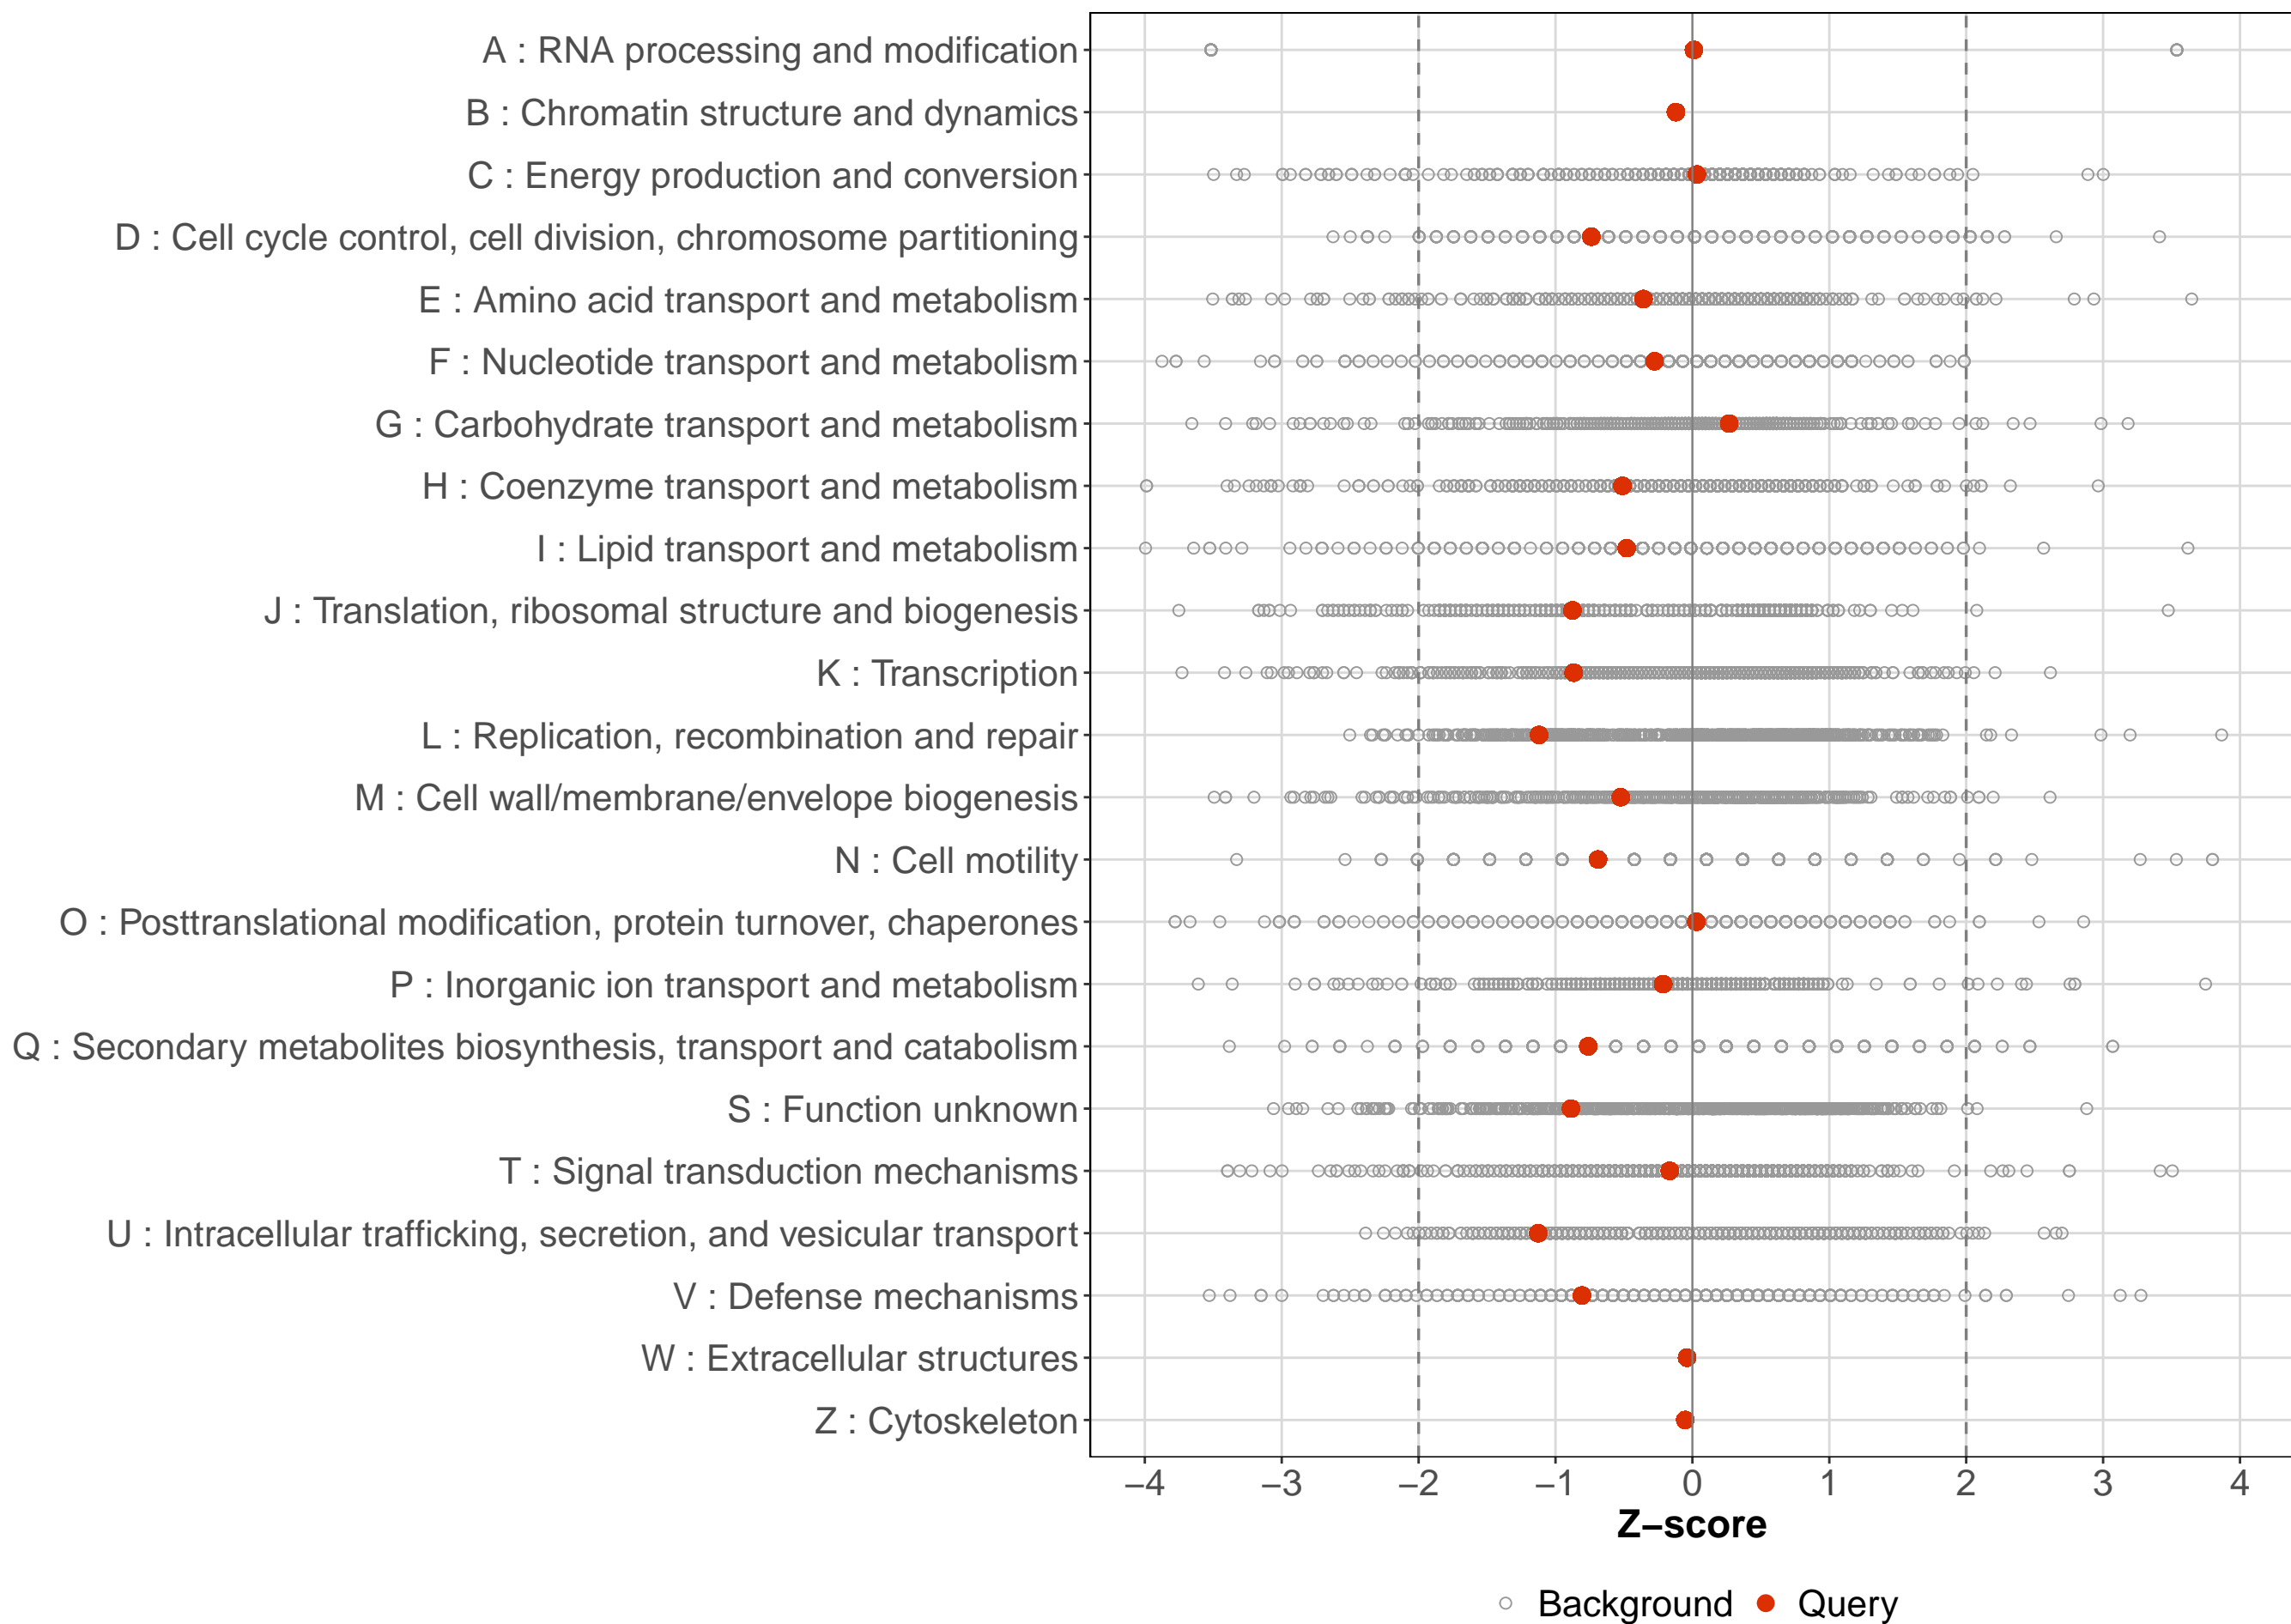 A : RNA processing and modification
B : Chromatin structure and dynamics
C : Energy production and conversion
D : Cell cycle control, cell division, chromosome partitioning
E : Amino acid transport and metabolism
F : Nucleotide transport and metabolism
G : Carbohydrate transport and metabolism
H : Coenzyme transport and metabolism
I : Lipid transport and metabolism
J : Translation, ribosomal structure and biogenesis
K : Transcription
L : Replication, recombination and repair
M : Cell wall/membrane/envelope biogenesis
N : Cell motility
O : Posttranslational modification, protein turnover, chaperones
P : Inorganic ion transport and metabolism
Q : Secondary metabolites biosynthesis, transport and catabolism
S : Function unknown
T : Signal transduction mechanisms
U : Intracellular trafficking, secretion, and vesicular transport
V : Defense mechanisms
W : Extracellular structures
Z : Cytoskeleton
−4 −3 −2 −1 0 1 2 3 4
Z−score
Background Query